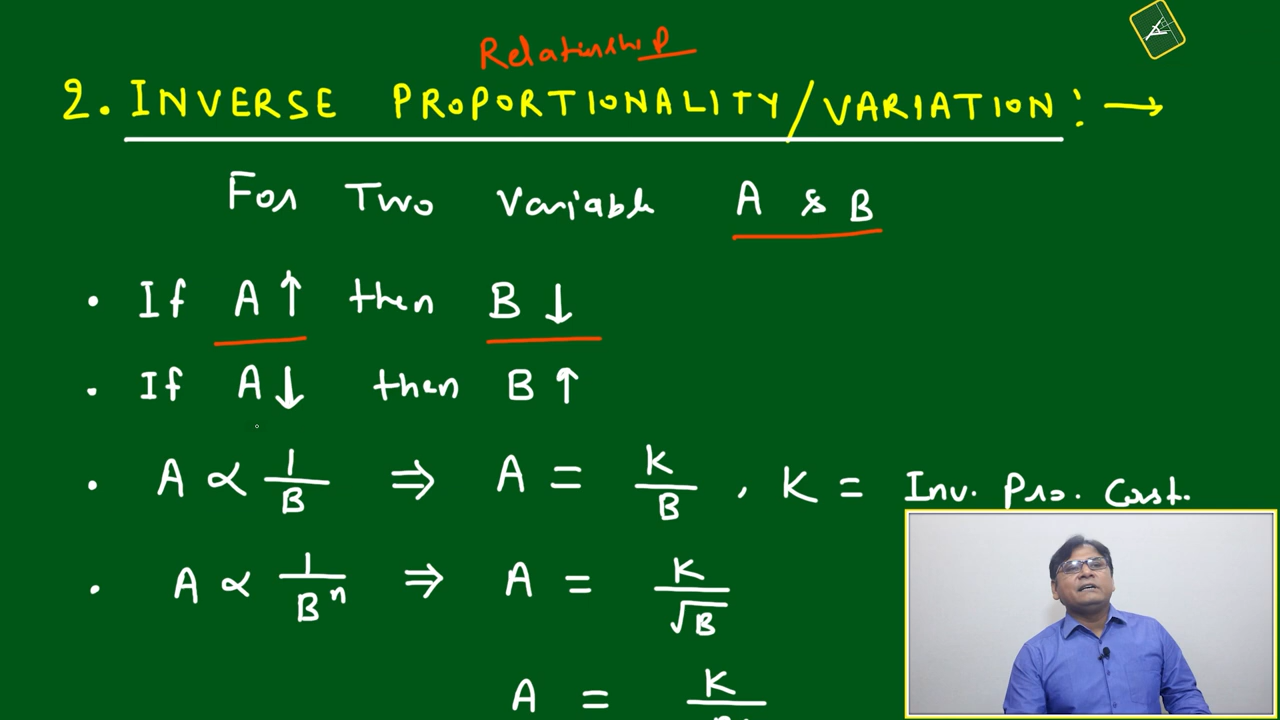 Relationship
2. INVERSE PROPORTIONALITY/VARIATION: →
For Two Variable A & B
• If A↑ then B↓
• If A↓ then B↑
• A ∝ 1/B ⇒ A = K/B, K = Inv. Pro. Const.
• A ∝ 1/Bⁿ ⇒ A = K/√B
A = K